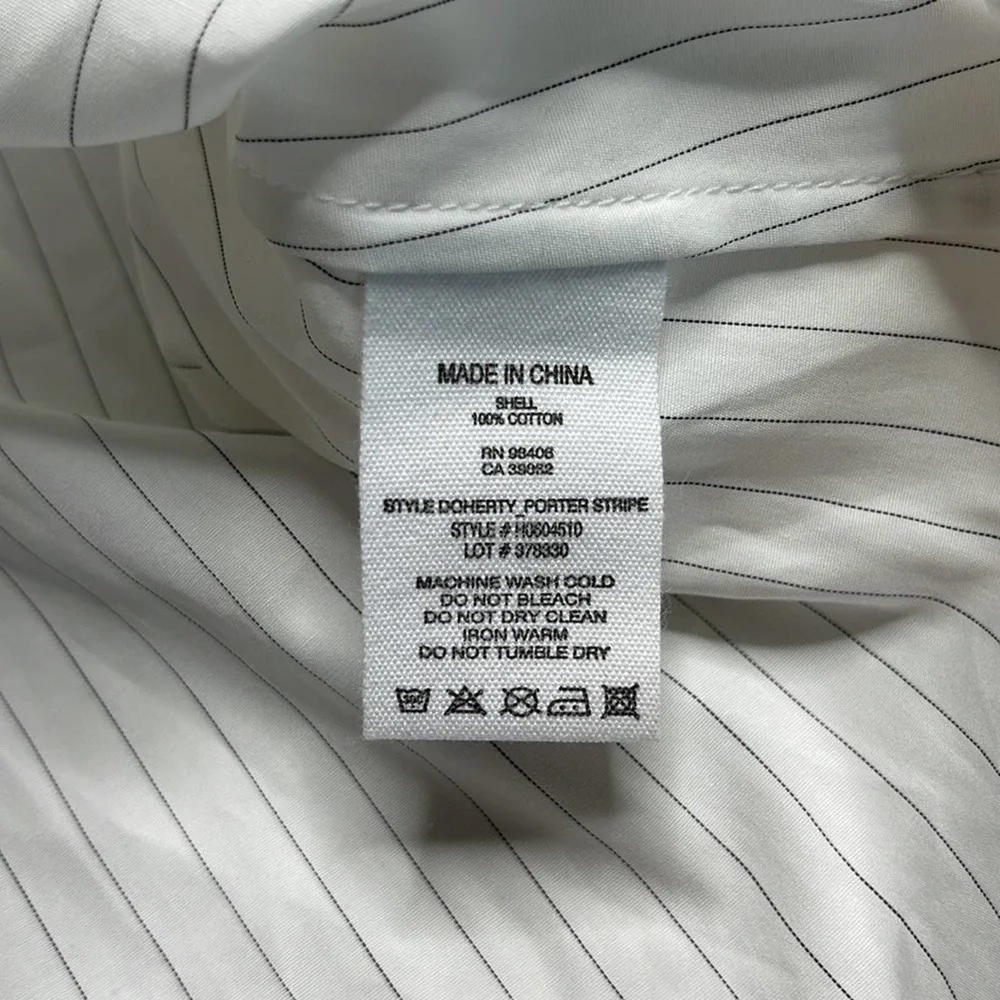 MADE IN CHINA
SHELL
100% COTTON
RN 98406
CA 39962
STYLE DOHERTY_PORTER STRIPE
STYLE # H0604510
LOT # 378330
MACHINE WASH COLD
DO NOT BLEACH
DO NOT DRY CLEAN
IRON WARM
DO NOT TUMBLE DRY